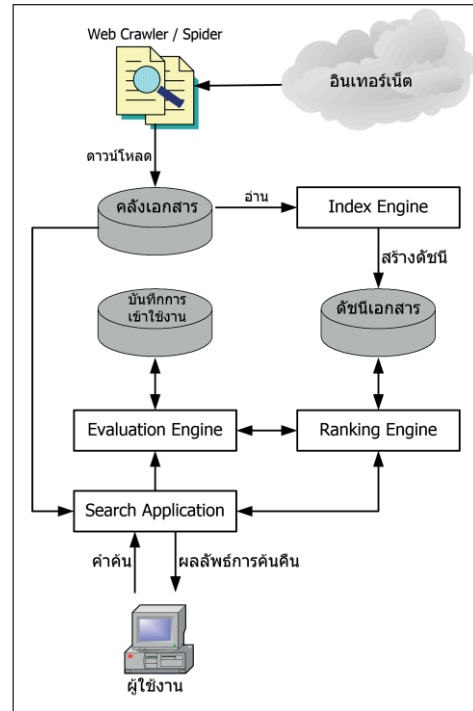 Web Crawler / Spider
อินเทอร์เน็ต
ดาวน์โหลด
คลังเอกสาร
อ่าน
Index Engine
สร้างดัชนี
บันทึกการ
เข้าใช้งาน
ดัชนีเอกสาร
Evaluation Engine
Ranking Engine
Search Application
คำค้น
ผลลัพธ์การค้นคืน
ผู้ใช้งาน